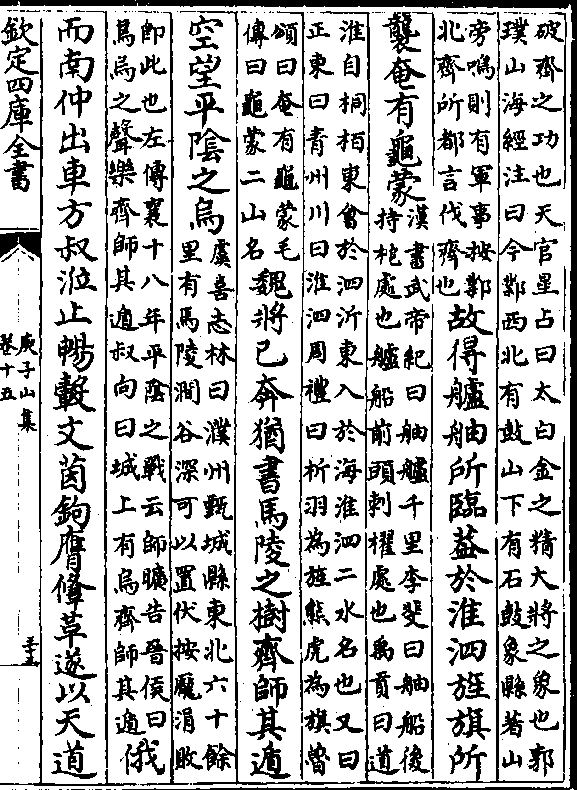 破齊之功也天官星占曰太白金之精大將之象也郭
璞山海經注曰今鄴西北有鼓山下有石鼓象縣著山
旁鳴則有軍事按鄴
北齊所都言伐齊也
故得艫舳所臨葢於淮泗旌旗所
襲奄有龜蒙
漢書武帝紀曰舳艫千里李斐曰舳船後
持柂處也艫船前頭刺櫂處也禹貢曰道
淮自桐栢東會於泗沂東入於海淮泗二水名也又曰
正東曰青州川曰淮泗周禮曰析羽為旌熊虎為旗魯
頌曰奄有龜蒙毛
傳曰龜蒙二山名
魏將已奔猶書馬陵之樹齊師其遁
空望平隂之烏
虞喜志林曰濮州甄城縣東北六十餘
里有馬陵澗谷深可以置伏按龐涓敗
即此也左傳襄十八年平隂之戰云師曠告晉侯曰
鳥烏之聲樂齊師其遁叔向曰城上有烏齊師其遁
俄
而南仲出車方叔涖止暢轂文茵鉤膺鞗革遂以天道
欽定四庫全書
庾子山集
卷十五